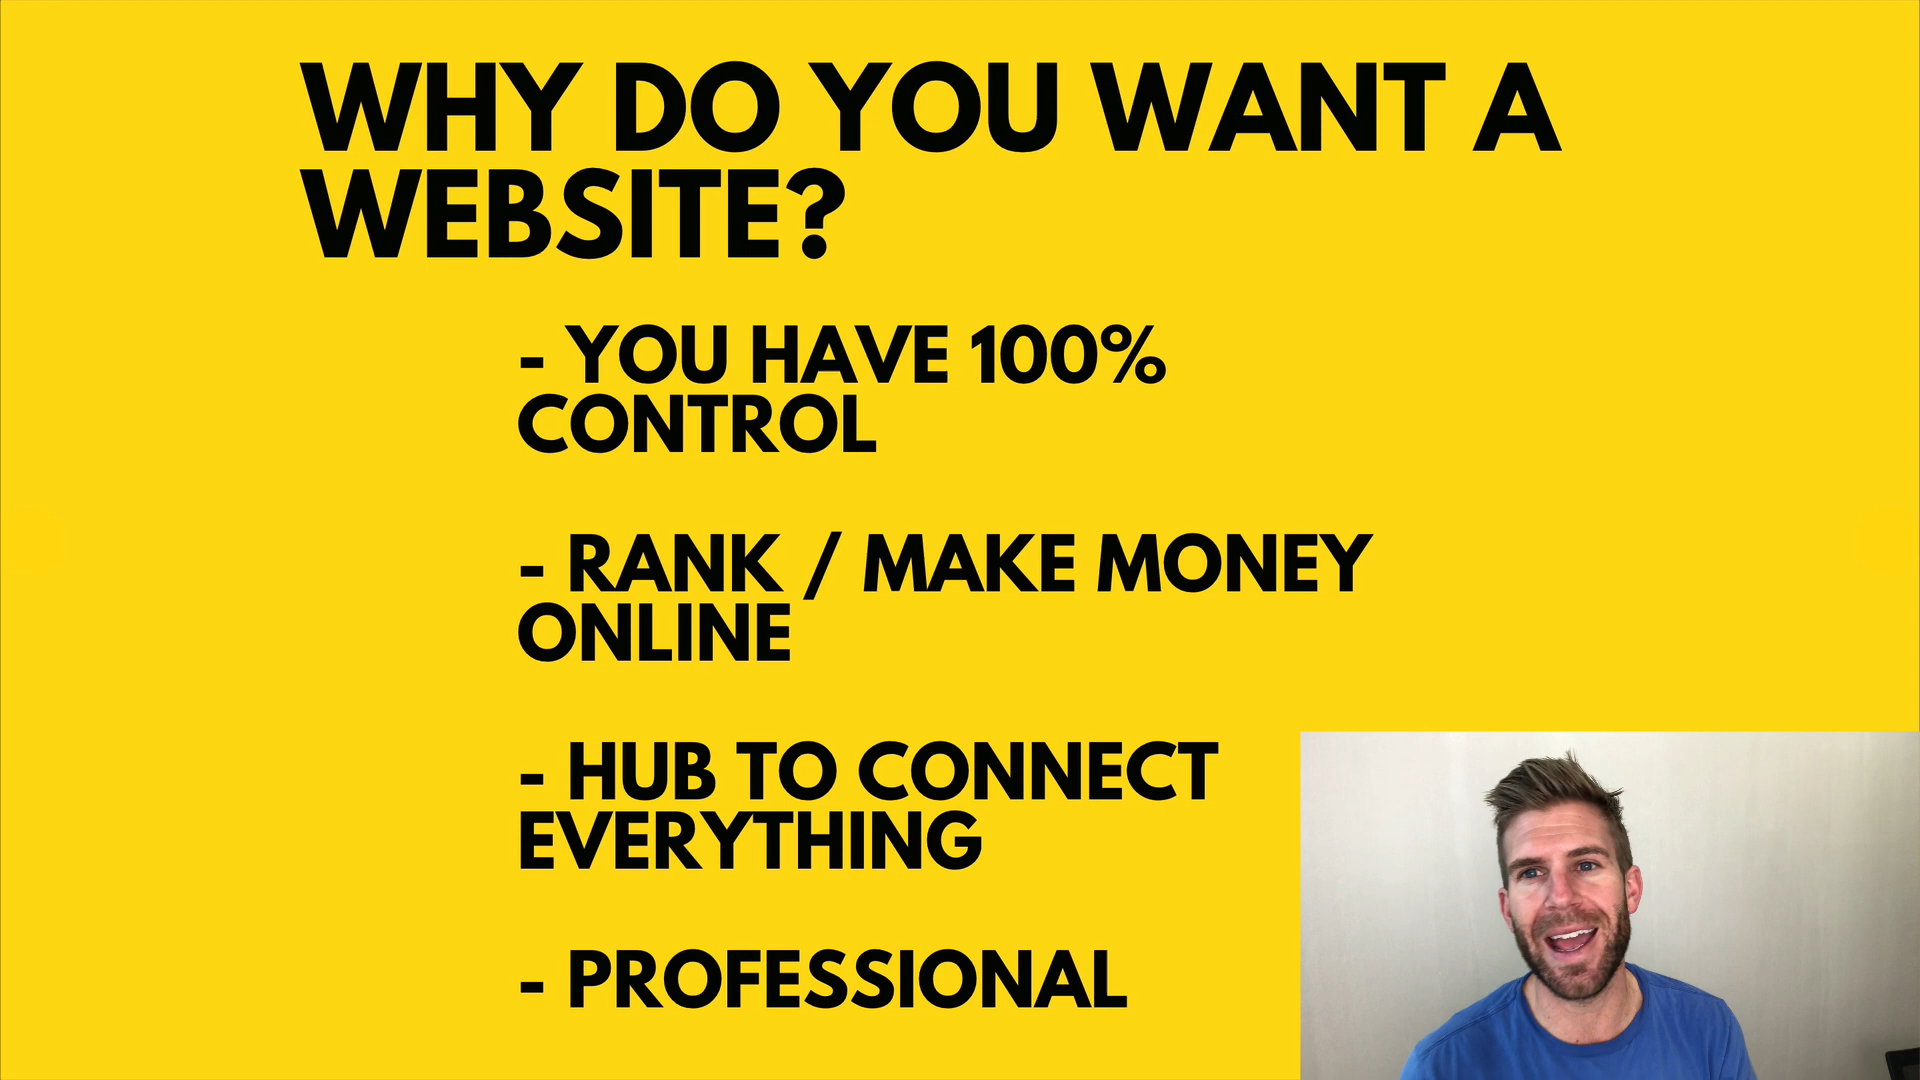 WHY DO YOU WANT A
WEBSITE?
- YOU HAVE 100%
CONTROL
- RANK / MAKE MONEY
ONLINE
- HUB TO CONNECT
EVERYTHING
- PROFESSIONAL